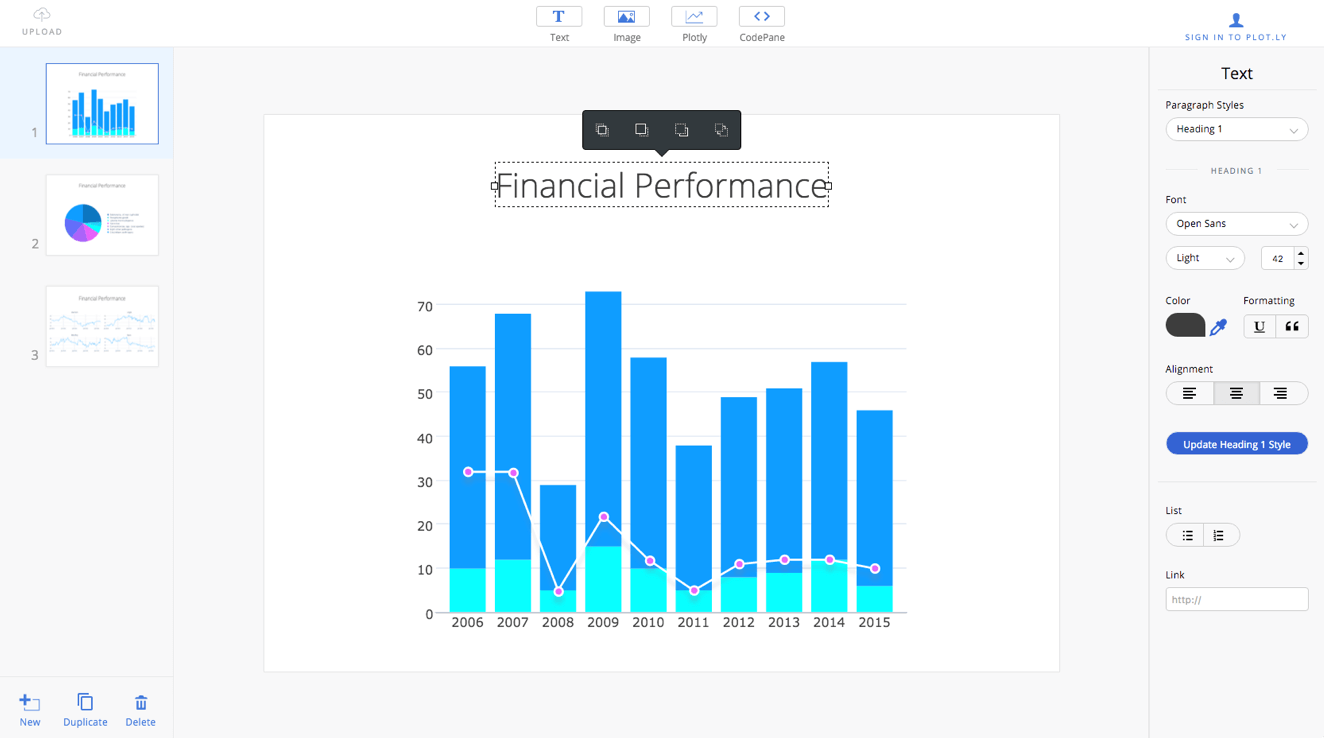 UPLOAD
T
Text
Image
Plotly
CodePane
SIGN IN TO PLOT.LY
1
Financial Performance
2
Financial Performance
3
Financial Performance
New
Duplicate
Delete
Financial Performance
70
60
50
40
30
20
10
0
2006 2007 2008 2009 2010 2011 2012 2013 2014 2015
Text
Paragraph Styles
Heading 1
HEADING 1
Font
Open Sans
Light
42
Color
Formatting
U
Alignment
Update Heading 1 Style
List
Link
http://